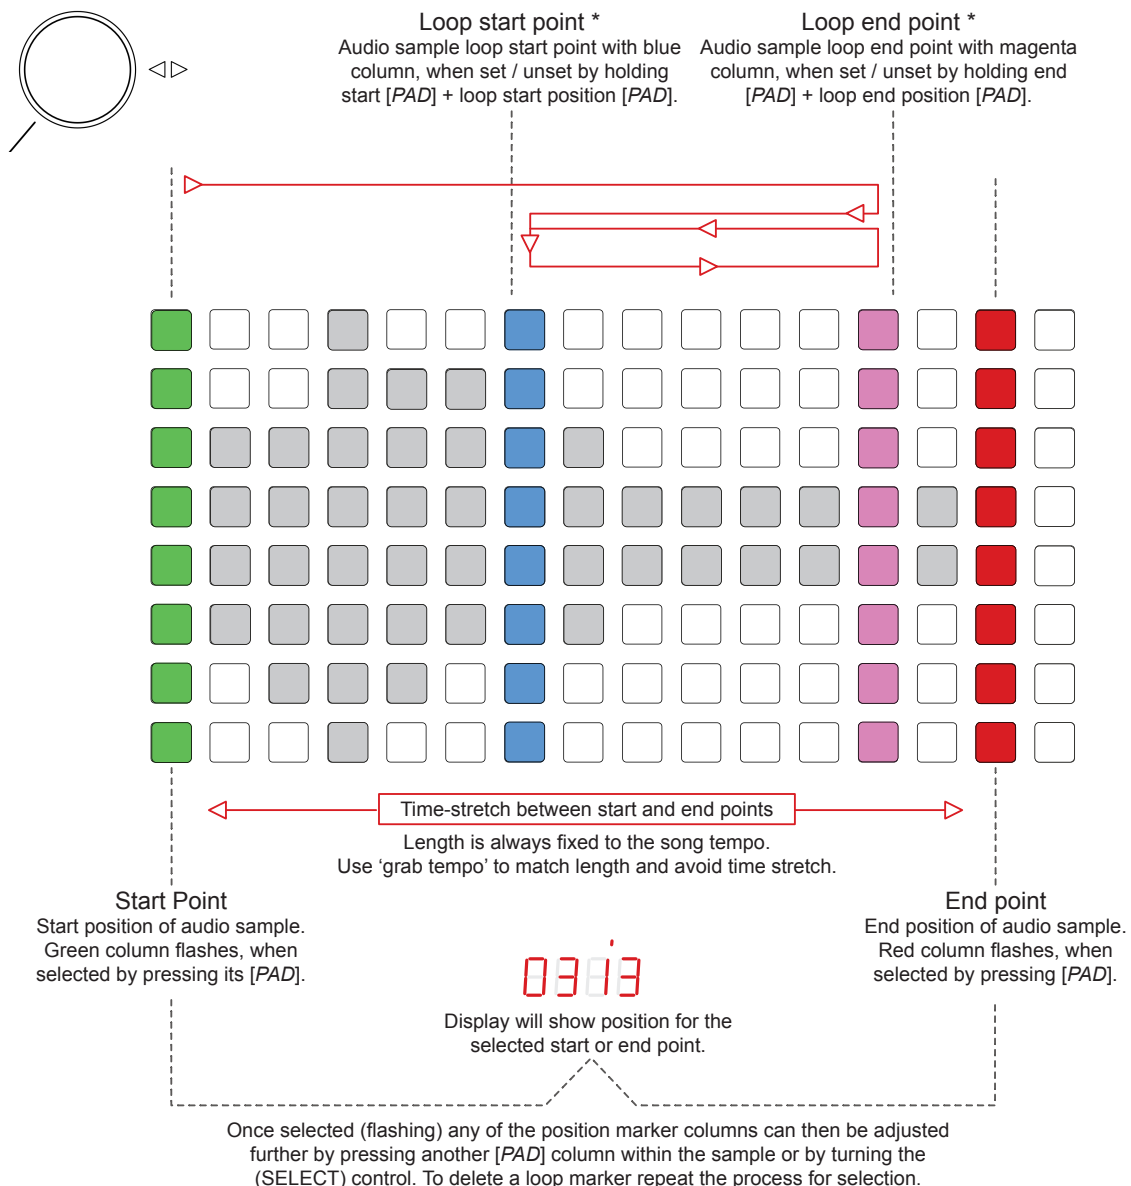 Loop start point *
Audio sample loop start point with blue
column, when set / unset by holding
start [PAD] + loop start position [PAD].
Loop end point *
Audio sample loop end point with magenta
column, when set / unset by holding end
[PAD] + loop end position [PAD].
Time-stretch between start and end points
Length is always fixed to the song tempo.
Use ‘grab tempo’ to match length and avoid time stretch.
Start Point
Start position of audio sample.
Green column flashes, when
selected by pressing its [PAD].
End point
End position of audio sample.
Red column flashes, when
selected by pressing [PAD].
03 i3
Display will show position for the
selected start or end point.
Once selected (flashing) any of the position marker columns can then be adjusted
further by pressing another [PAD] column within the sample or by turning the
(SELECT) control. To delete a loop marker repeat the process for selection.